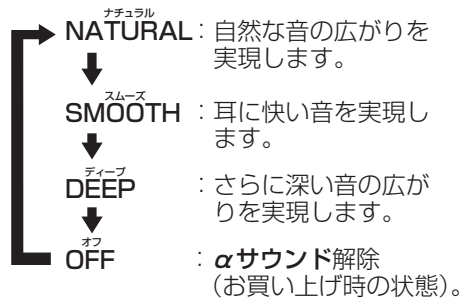 ナチュラル
NATURAL：自然な音の広がりを
実現します。
スムーズ
SMOOTH：耳に快い音を実現し
ます。
ディープ
DEEP：さらに深い音の広が
りを実現します。
オフ
OFF：αサウンド解除
（お買い上げ時の状態）。